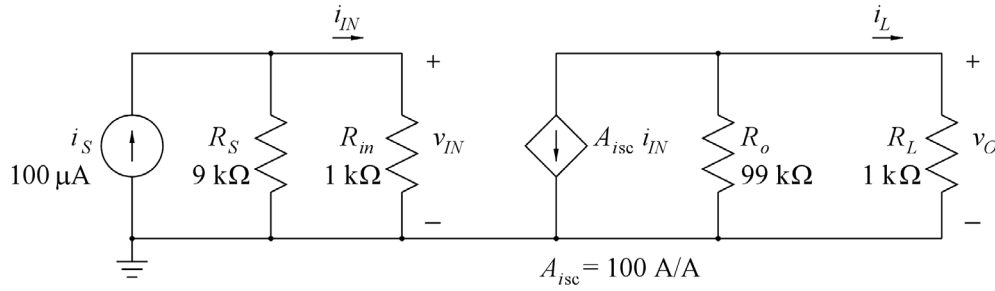 i_IN
i_L
+
+
i_S
100 μA
R_S
9 kΩ
R_in
1 kΩ
v_IN
A_isc i_IN
R_o
99 kΩ
R_L
1 kΩ
v_O
−
−
A_isc = 100 A/A